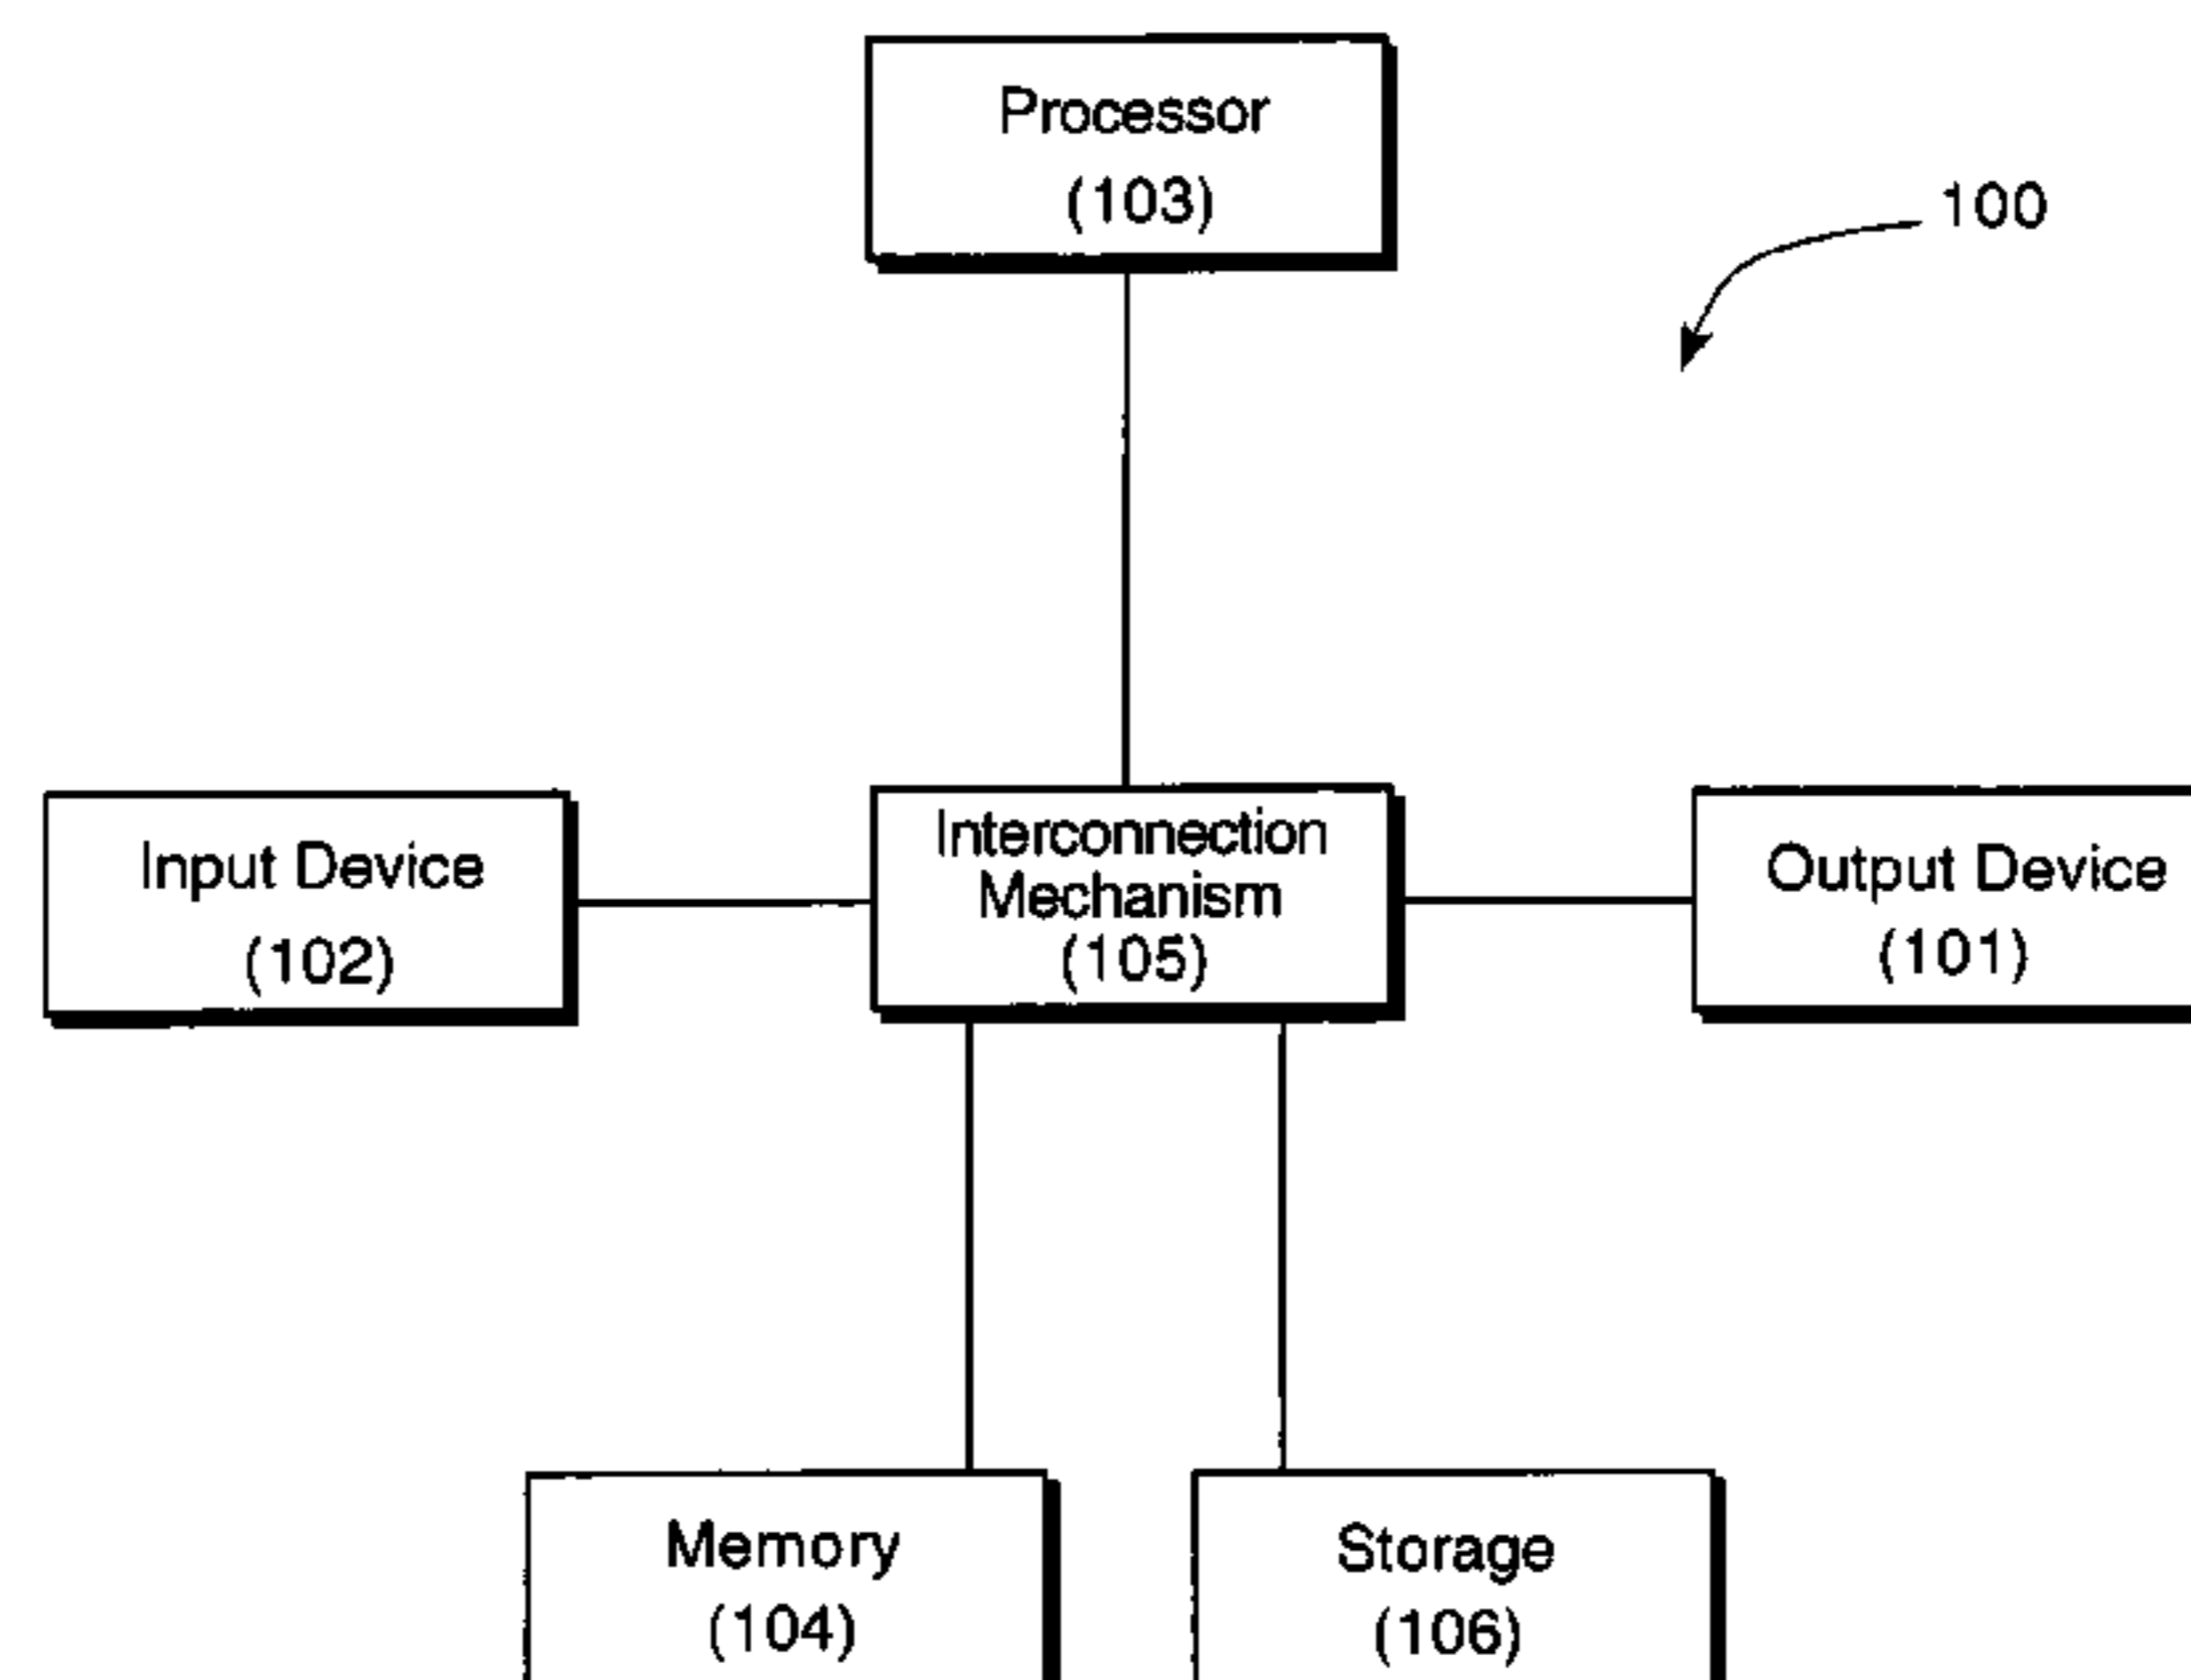 Processor
(103)
100
Input Device
(102)
Interconnection
Mechanism
(105)
Output Device
(101)
Memory
(104)
Storage
(106)